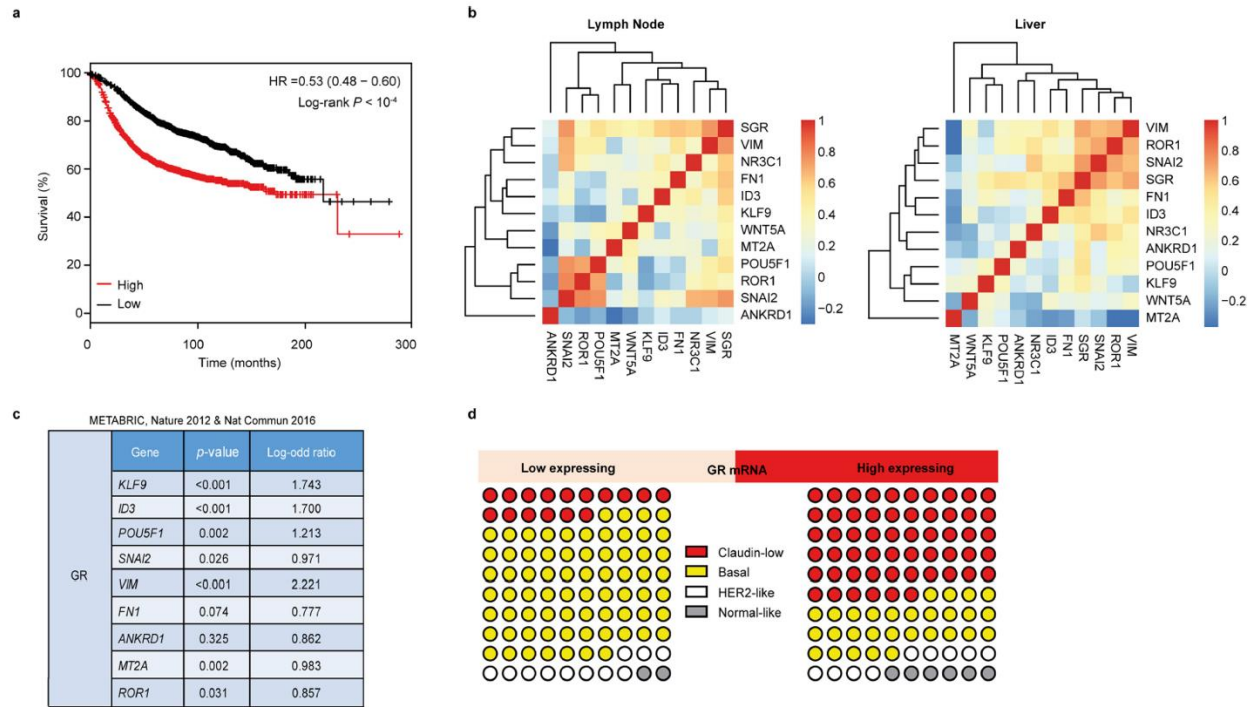 a
HR =0.53 (0.48 – 0.60)
Log-rank P < 10⁻⁴
Survival (%)
100
80
60
40
20
0
High
Low
0
100
200
300
Time (months)
b
Lymph Node
SGR
VIM
NR3C1
FN1
ID3
KLF9
WNT5A
MT2A
POU5F1
ROR1
SNAI2
ANKRD1
ANKRD1
SNAI2
ROR1
POU5F1
MT2A
WNT5A
KLF9
ID3
FN1
NR3C1
VIM
SGR
1
0.8
0.6
0.4
0.2
0
−0.2
Liver
VIM
ROR1
SNAI2
SGR
FN1
ID3
NR3C1
ANKRD1
POU5F1
KLF9
WNT5A
MT2A
MT2A
WNT5A
KLF9
POU5F1
ANKRD1
NR3C1
ID3
FN1
SGR
SNAI2
ROR1
VIM
1
0.8
0.6
0.4
0.2
0
−0.2
c
METABRIC, Nature 2012 & Nat Commun 2016
GR
Gene p-value Log-odd ratio
KLF9 <0.001 1.743
ID3 <0.001 1.700
POU5F1 0.002 1.213
SNAI2 0.026 0.971
VIM <0.001 2.221
FN1 0.074 0.777
ANKRD1 0.325 0.862
MT2A 0.002 0.983
ROR1 0.031 0.857
d
Low expressing GR mRNA High expressing
Claudin-low
Basal
HER2-like
Normal-like